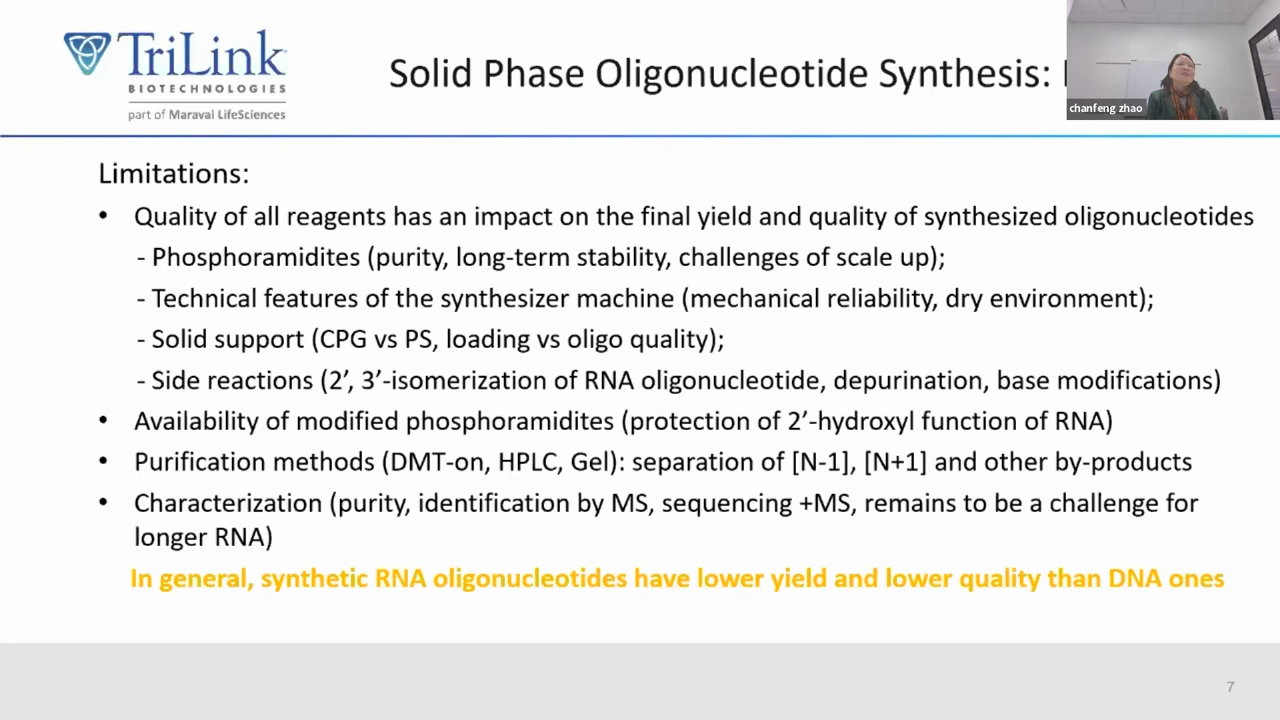 TriLink
BIOTECHNOLOGIES
part of Maravai LifeSciences
Solid Phase Oligonucleotide Synthesis:
chanfeng zhao
Limitations:
• Quality of all reagents has an impact on the final yield and quality of synthesized oligonucleotides
- Phosphoramidites (purity, long-term stability, challenges of scale up);
- Technical features of the synthesizer machine (mechanical reliability, dry environment);
- Solid support (CPG vs PS, loading vs oligo quality);
- Side reactions (2’, 3’-isomerization of RNA oligonucleotide, depurination, base modifications)
• Availability of modified phosphoramidites (protection of 2’-hydroxyl function of RNA)
• Purification methods (DMT-on, HPLC, Gel): separation of [N-1], [N+1] and other by-products
• Characterization (purity, identification by MS, sequencing +MS, remains to be a challenge for
longer RNA)
In general, synthetic RNA oligonucleotides have lower yield and lower quality than DNA ones
7